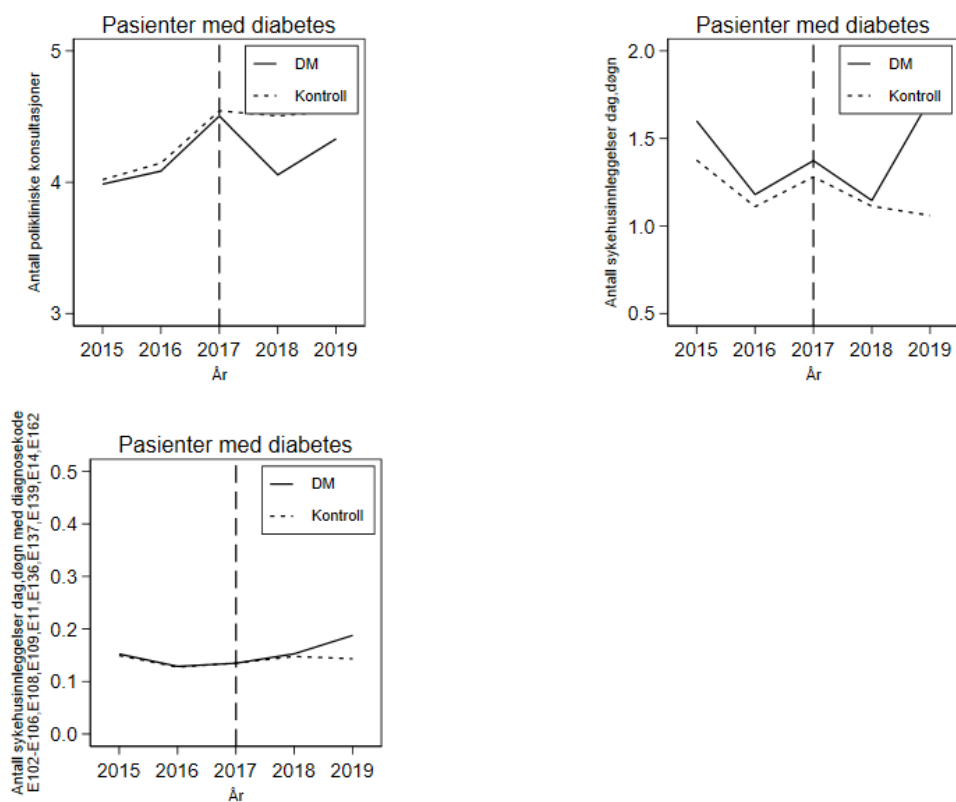 Pasienter med diabetes
Antall polikliniske konsultasjoner
5
4
3
DM
Kontroll
2015 2016 2017 2018 2019
År
Pasienter med diabetes
Antall sykehusinnleggelser dag,døgn
2.0
1.5
1.0
0.5
DM
Kontroll
2015 2016 2017 2018 2019
År
Pasienter med diabetes
Antall sykehusinnleggelser dag,døgn med diagnosekode
E102-E106,E108,E109,E11,E136,E137,E139,E14,E162
0.5
0.4
0.3
0.2
0.1
0.0
DM
Kontroll
2015 2016 2017 2018 2019
År